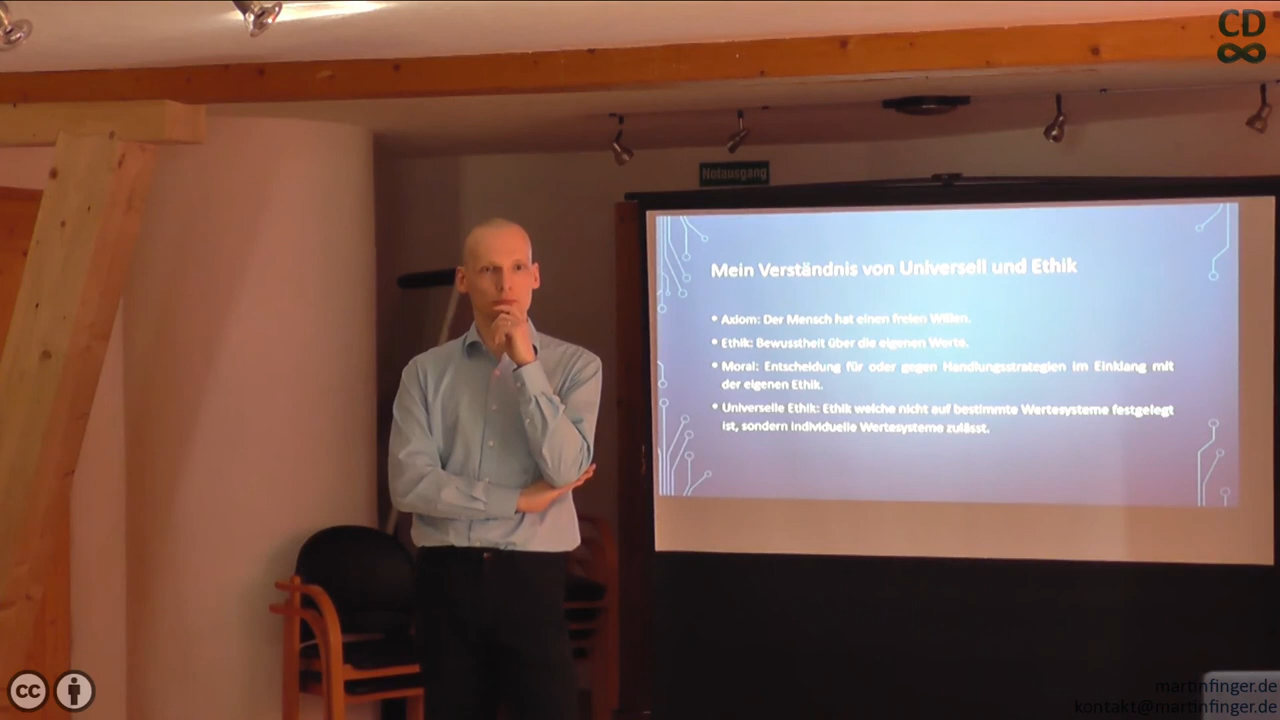 CD
Notausgang
Mein Verständnis von Universell und Ethik
• Axiom: Der Mensch hat einen freien Willen.
• Ethik: Bewusstheit über die eigenen Werte.
• Moral: Entscheidung für oder gegen Handlungsstrategien im Einklang mit
der eigenen Ethik.
• Universelle Ethik: Ethik welche nicht auf bestimmte Wertesysteme festgelegt
ist, sondern individuelle Wertesysteme zulässt.
cc
martinfinger.de
kontakt@martinfinger.de